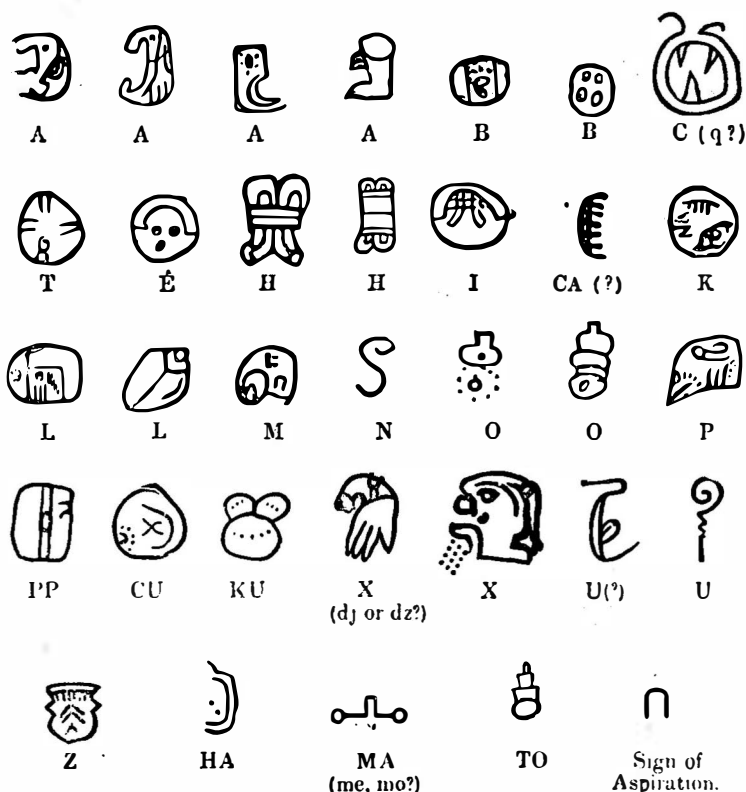 A A A A B B C (q?)
T É H H I CA (?) K
L L M N O O P
PP CU KU X X U(?) U
(dj or dz?)
Z HA MA TO Sign of
(me, mo?) Aspiration.